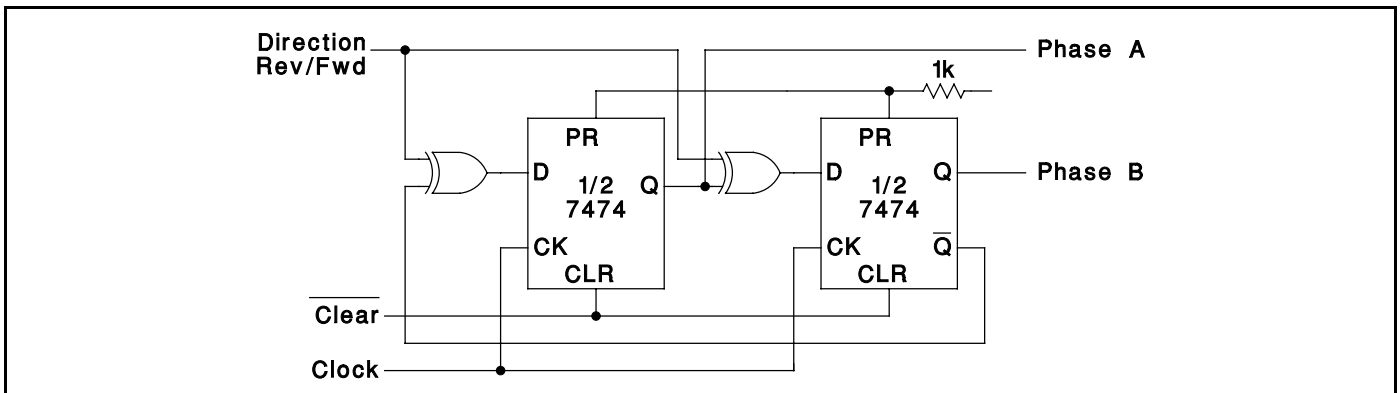 Direction
Rev/Fwd
Phase A
1k
PR
PR
D
1/2
7474
Q
D
1/2
7474
Q
Phase B
CK
CLR
CK
CLR
Q̅
C̅l̅e̅a̅r̅
Clock